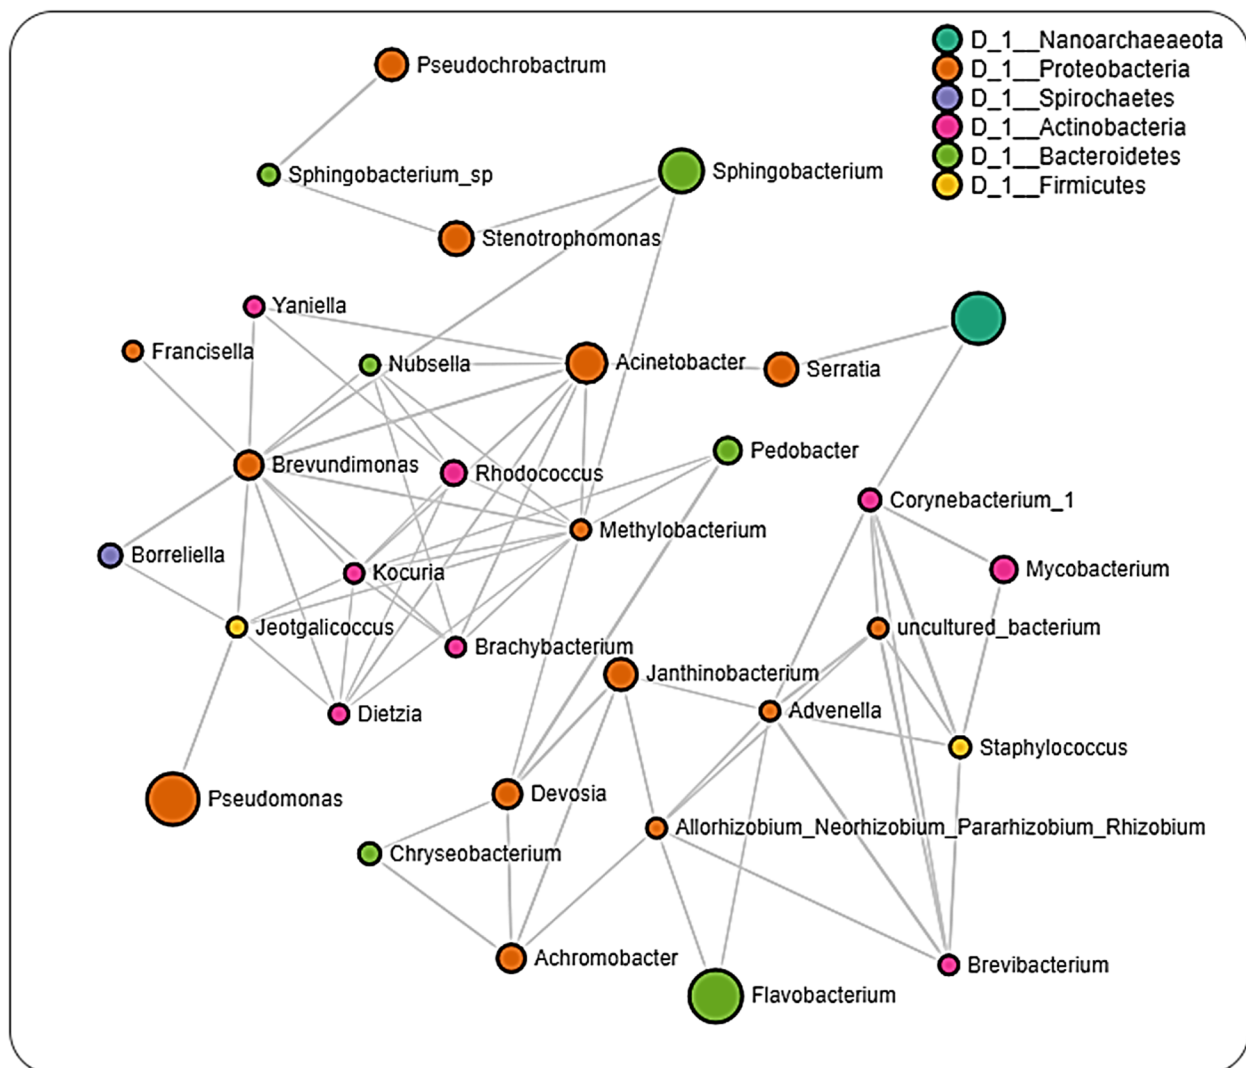 D_1__Nanoarchaeaeota
D_1__Proteobacteria
D_1__Spirochaetes
D_1__Actinobacteria
D_1__Bacteroidetes
D_1__Firmicutes
Pseudochrobactrum
Sphingobacterium_sp
Sphingobacterium
Stenotrophomonas
Yaniella
Francisella
Nubsella
Acinetobacter
Serratia
Pedobacter
Brevundimonas
Rhodococcus
Corynebacterium_1
Methylobacterium
Borreliella
Kocuria
Mycobacterium
Jeotgalicoccus
uncultured_bacterium
Brachybacterium
Janthinobacterium
Dietzia
Advenella
Staphylococcus
Pseudomonas
Devosia
Allorhizobium_Neorhizobium_Pararhizobium_Rhizobium
Chryseobacterium
Achromobacter
Brevibacterium
Flavobacterium